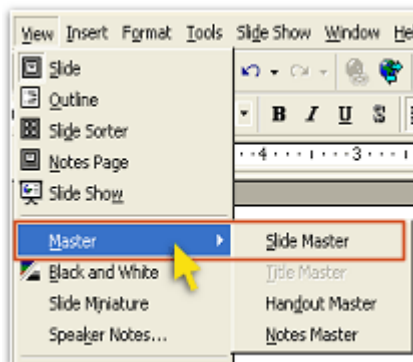 View Insert Format Tools Slide Show Window He
Slide
Outline
Slide Sorter
Notes Page
Slide Show
B I U S
4 3
Master
Slide Master
Black and White
Title Master
Slide Miniature
Handout Master
Speaker Notes...
Notes Master